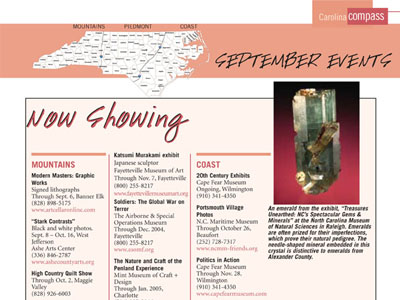 Carolina compass
MOUNTAINS PIEDMONT COAST
SEPTEMBER EVENTS
Now Showing
MOUNTAINS
Modern Masters: Graphic
Works
Signed lithographs
Through Sept. 6, Banner Elk
(828) 898-5175
www.artcellaronline.com
"Stark Contrasts"
Black and white photos.
Sept. 8 – Oct. 16, West
Jefferson
Ashe Arts Center
(336) 846-2787
www.ashecountyarts.org
High Country Quilt Show
Through Oct. 2, Maggie
Valley
(828) 926-6003
Katsumi Murakami exhibit
Japanese sculptor
Fayetteville Museum of Art
Through Nov. 7, Fayetteville
(800) 255-8217
www.fayettevillemuseumart.org
Soldiers: The Global War on
Terror
The Airborne & Special
Operations Museum
Through Dec. 2004,
Fayetteville
(800) 255-8217
www.asomf.org
The Nature and Craft of the
Penland Experience
Mint Museum of Craft +
Design
Through Jan. 2005,
Charlotte
COAST
20th Century Exhibits
Cape Fear Museum
Ongoing, Wilmington
(910) 341-4350
Portsmouth Village
Photos
N.C. Maritime Museum
Through October 26,
Beaufort
(252) 728-7317
www.ncmm-friends.org
Politics in Action
Cape Fear Museum
Through Nov. 28,
Wilmington
(910) 341-4350
www.capefearmuseum.com
An emerald from the exhibit, "Treasures
Unearthed: NC's Spectacular Gems &
Minerals" at the North Carolina Museum
of Natural Sciences in Raleigh. Emeralds
are often prized for their imperfections,
which prove their natural pedigree. The
needle-shaped mineral embedded in this
crystal is distinctive to emeralds from
Alexander County.